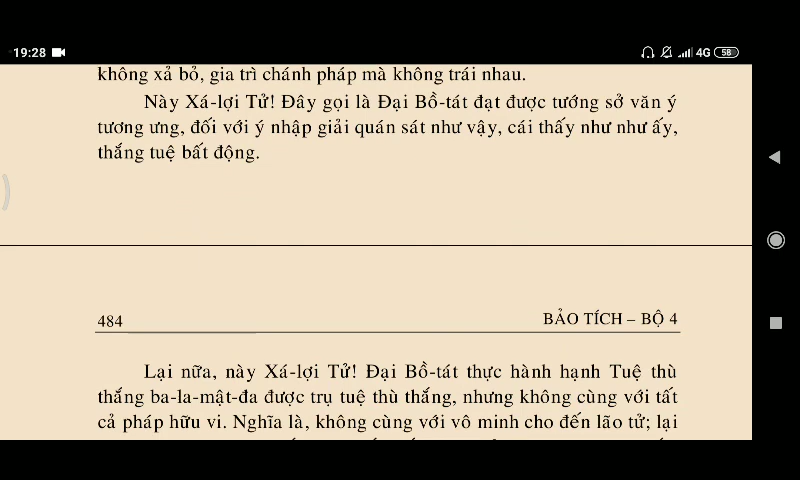 19:28
4G 58
không xả bỏ, gia trì chánh pháp mà không trái nhau.
Này Xá-lợi Tử! Đây gọi là Đại Bồ-tát đạt được tướng sở văn ý
tương ưng, đối với ý nhập giải quán sát như vậy, cái thấy như như ấy,
thắng tuệ bất động.
484
BẢO TÍCH – BỘ 4
Lại nữa, này Xá-lợi Tử! Đại Bồ-tát thực hành hạnh Tuệ thù
thắng ba-la-mật-đa được trụ tuệ thù thắng, nhưng không cùng với tất
cả pháp hữu vi. Nghĩa là, không cùng với vô minh cho đến lão tử; lại